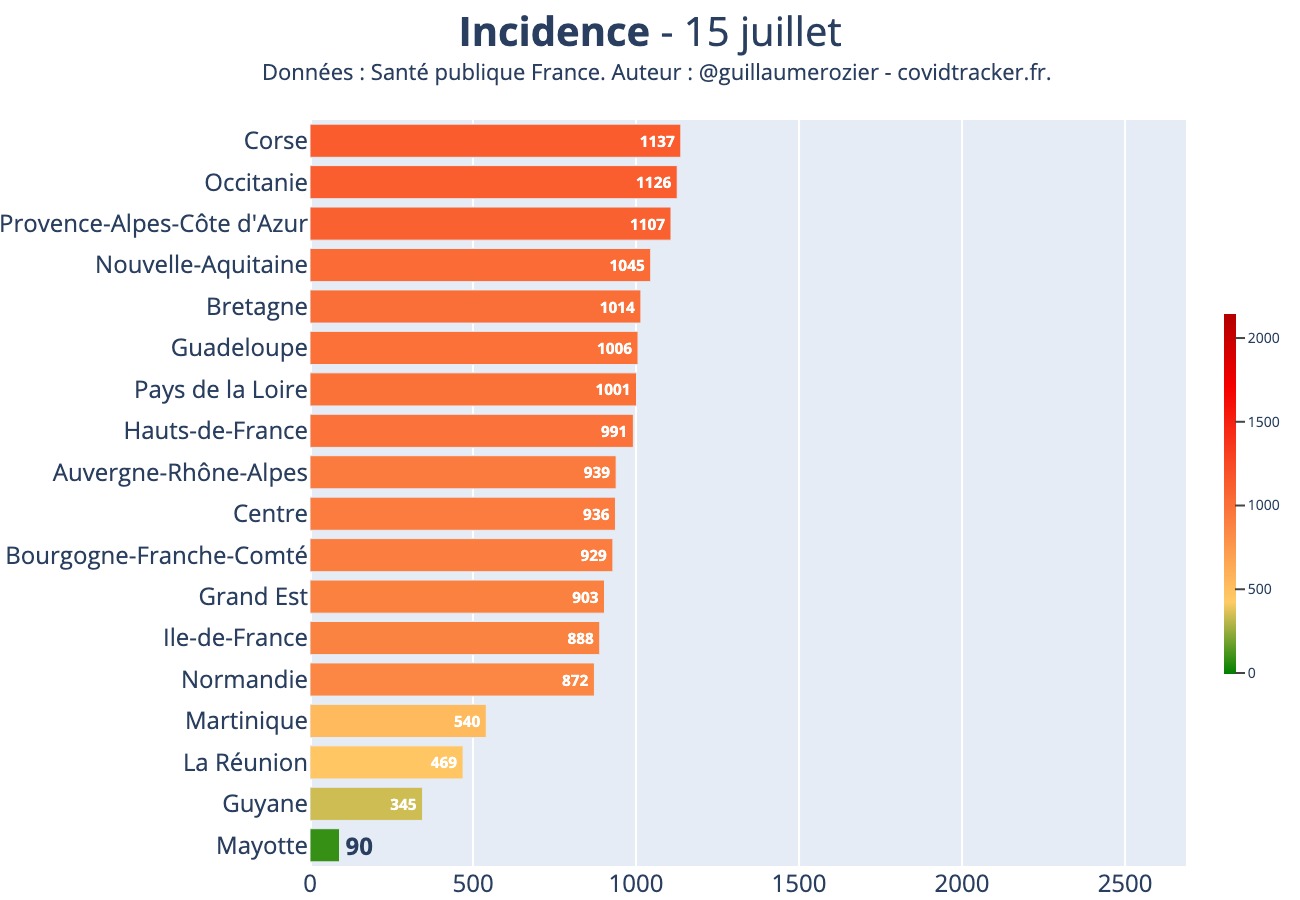 Incidence - 15 juillet
Données : Santé publique France. Auteur : @guillaumerozier - covidtracker.fr.
Corse 1137
Occitanie 1126
Provence-Alpes-Côte d'Azur 1107
Nouvelle-Aquitaine 1045
Bretagne 1014
Guadeloupe 1006
Pays de la Loire 1001
Hauts-de-France 991
Auvergne-Rhône-Alpes 939
Centre 936
Bourgogne-Franche-Comté 929
Grand Est 903
Ile-de-France 888
Normandie 872
Martinique 540
La Réunion 469
Guyane 345
Mayotte 90
0 500 1000 1500 2000 2500
2000
1500
1000
500
0